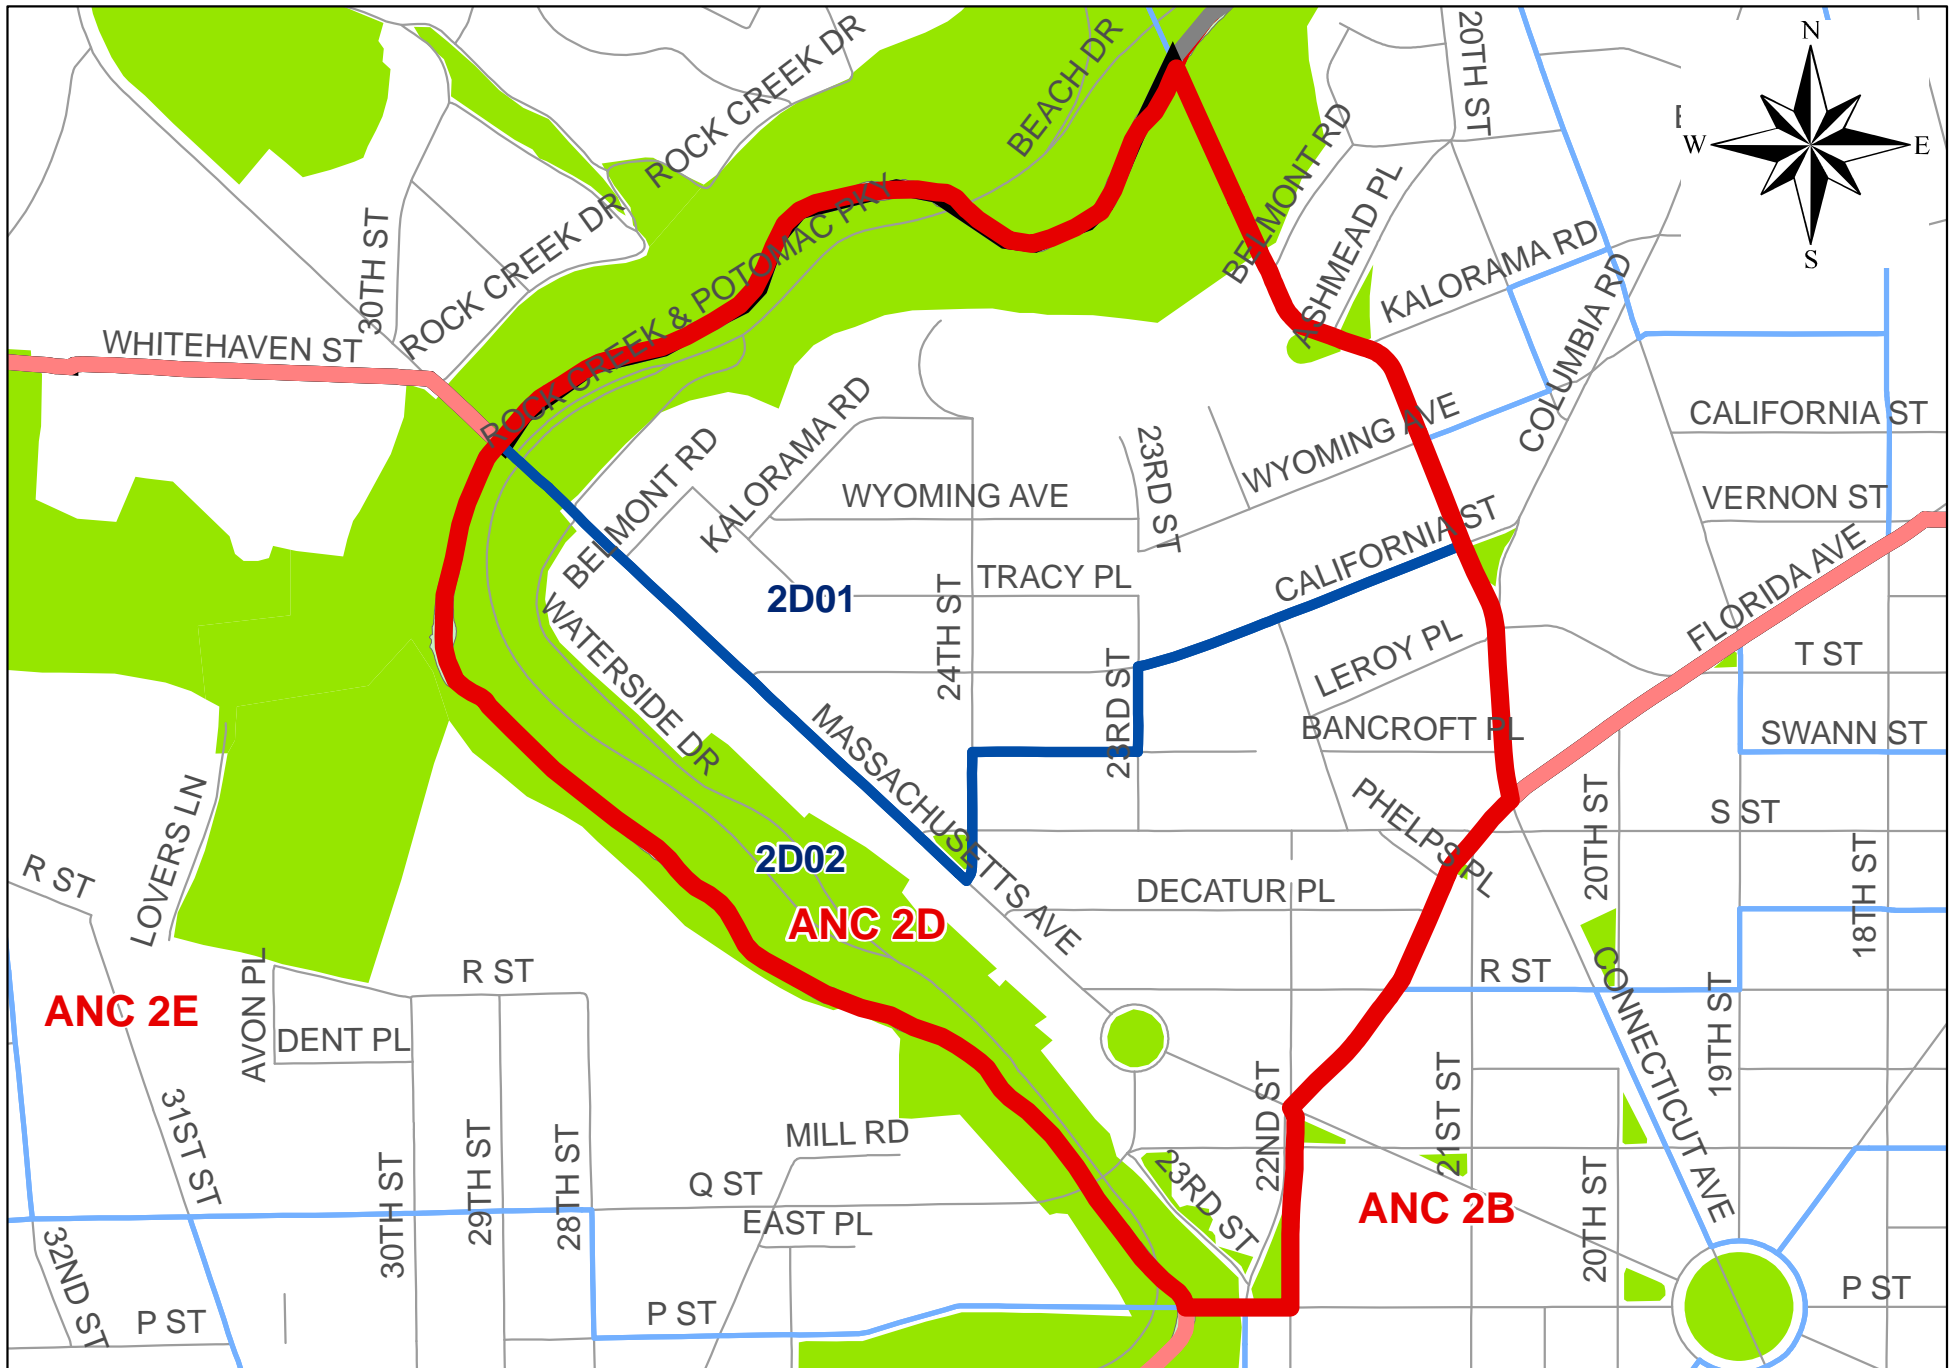 ROCK CREEK DR
BEACH DR
20TH ST
N
W
E
S
ROCK CREEK DR
BELMONT RD
ASHMEAD PL
30TH ST
ROCK CREEK DR
ROCK CREEK & POTOMAC PKY
KALORAMA RD
COLUMBIA RD
WHITEHAVEN ST
CALIFORNIA ST
KALORAMA RD
BELMONT RD
WYOMING AVE
23RD ST
WYOMING AVE
VERNON ST
CALIFORNIA ST
FLORIDA AVE
2D01
TRACY PL
24TH ST
WATERSIDE DR
LEROY PL
T ST
23RD ST
MASSACHUSETTS AVE
BANCROFT PL
SWANN ST
LOVERS LN
PHELPS PL
20TH ST
S ST
18TH ST
2D02
R ST
DECATUR PL
ANC 2D
CONNECTICUT AVE
R ST
R ST
19TH ST
ANC 2E
AVON PL
DENT PL
31ST ST
30TH ST
29TH ST
28TH ST
MILL RD
Q ST
EAST PL
23RD ST
22ND ST
21ST ST
ANC 2B
20TH ST
32ND ST
P ST
P ST
P ST